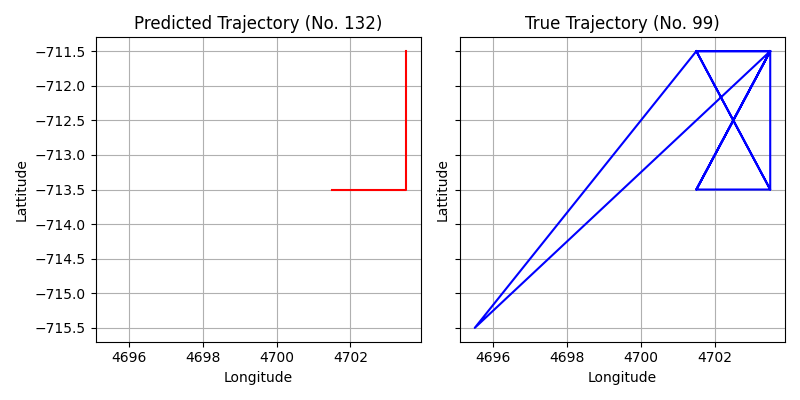 Predicted Trajectory (No. 132)
−711.5
−712.0
−712.5
−713.0
−713.5
−714.0
−714.5
−715.0
−715.5
Lattitude
4696 4698 4700 4702
Longitude
True Trajectory (No. 99)
Lattitude
4696 4698 4700 4702
Longitude